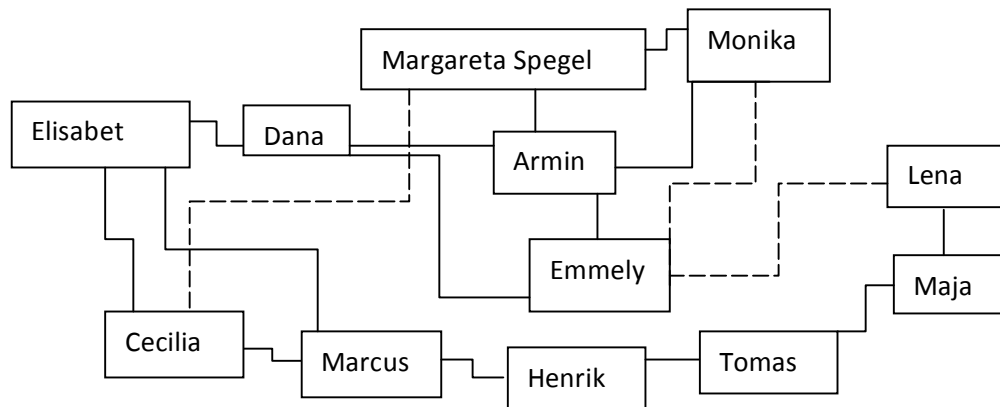 Monika
Margareta Spegel
Elisabet
Dana
Armin
Lena
Emmely
Maja
Cecilia
Marcus
Henrik
Tomas